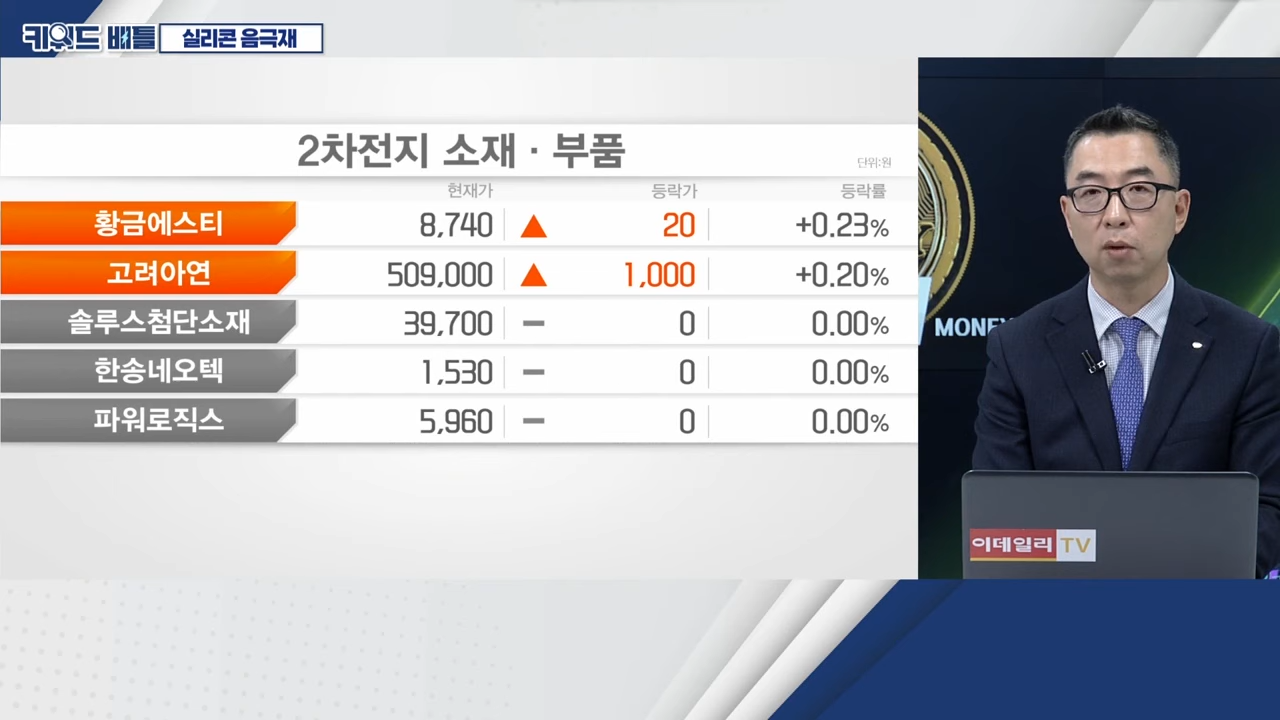 키워드 배틀 실리콘 음극재
2차전지 소재 · 부품
단위:원
현재가 등락가 등락률
황금에스티 8,740 ▲ 20 +0.23%
고려아연 509,000 ▲ 1,000 +0.20%
솔루스첨단소재 39,700 - 0 0.00%
한송네오텍 1,530 - 0 0.00%
파워로직스 5,960 - 0 0.00%
MONEY
이데일리 TV